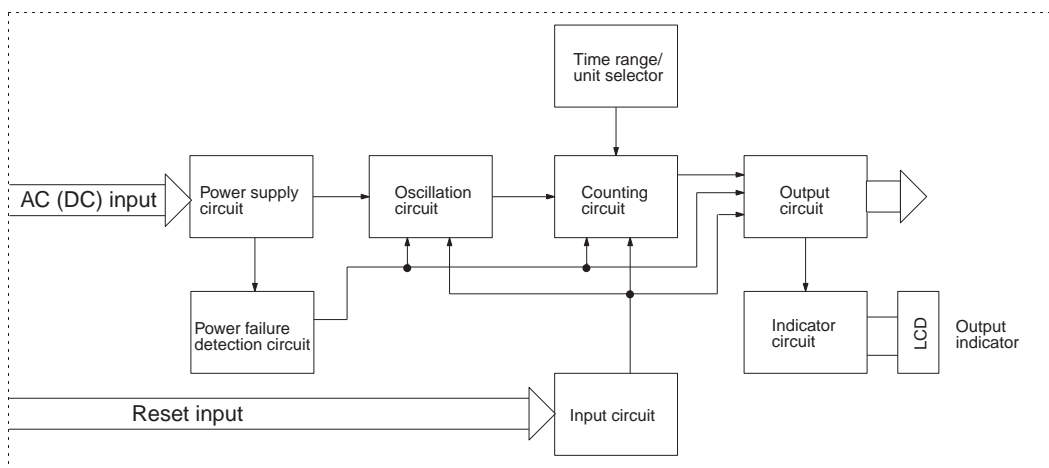 Time range/
unit selector
AC (DC) input
Power supply
circuit
Oscillation
circuit
Counting
circuit
Output
circuit
Power failure
detection circuit
Indicator
circuit
LCD
Output
indicator
Reset input
Input circuit